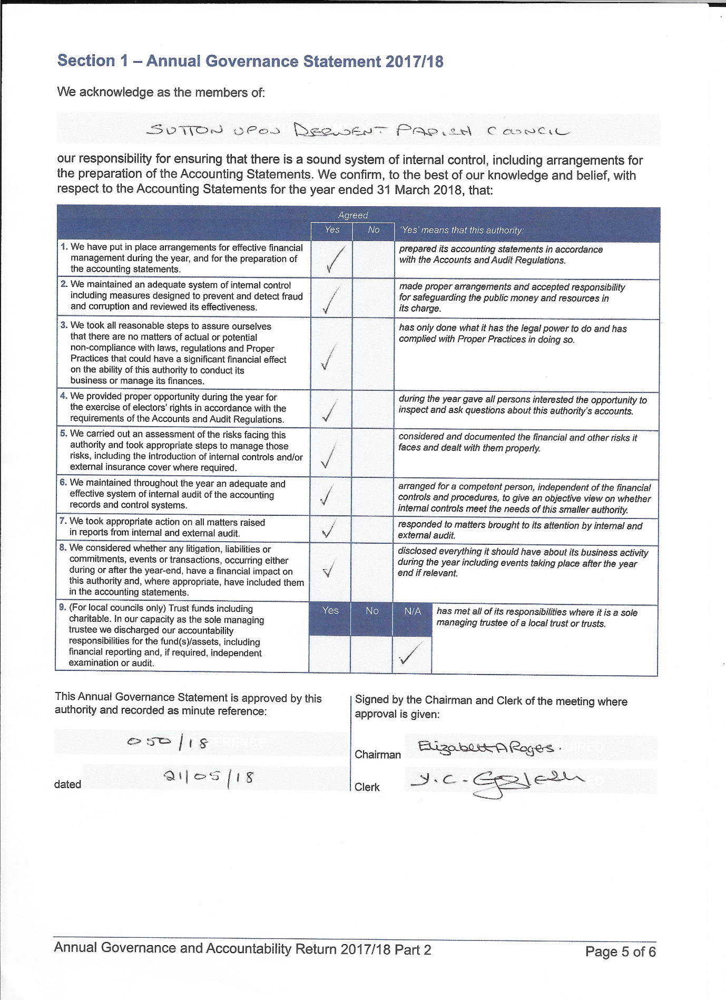 Section 1 – Annual Governance Statement 2017/18
We acknowledge as the members of:
SUTTON UPON DERWENT PARISH COUNCIL
our responsibility for ensuring that there is a sound system of internal control, including arrangements for
the preparation of the Accounting Statements. We confirm, to the best of our knowledge and belief, with
respect to the Accounting Statements for the year ended 31 March 2018, that:
Agreed
Yes No 'Yes' means that this authority:
1. We have put in place arrangements for effective financial
management during the year, and for the preparation of
the accounting statements.
prepared its accounting statements in accordance
with the Accounts and Audit Regulations.
2. We maintained an adequate system of internal control
including measures designed to prevent and detect fraud
and corruption and reviewed its effectiveness.
made proper arrangements and accepted responsibility
for safeguarding the public money and resources in
its charge.
3. We took all reasonable steps to assure ourselves
that there are no matters of actual or potential
non-compliance with laws, regulations and Proper
Practices that could have a significant financial effect
on the ability of this authority to conduct its
business or manage its finances.
has only done what it has the legal power to do and has
complied with Proper Practices in doing so.
4. We provided proper opportunity during the year for
the exercise of electors' rights in accordance with the
requirements of the Accounts and Audit Regulations.
during the year gave all persons interested the opportunity to
inspect and ask questions about this authority's accounts.
5. We carried out an assessment of the risks facing this
authority and took appropriate steps to manage those
risks, including the introduction of internal controls and/or
external insurance cover where required.
considered and documented the financial and other risks it
faces and dealt with them properly.
6. We maintained throughout the year an adequate and
effective system of internal audit of the accounting
records and control systems.
arranged for a competent person, independent of the financial
controls and procedures, to give an objective view on whether
internal controls meet the needs of this smaller authority.
7. We took appropriate action on all matters raised
in reports from internal and external audit.
responded to matters brought to its attention by internal and
external audit.
8. We considered whether any litigation, liabilities or
commitments, events or transactions, occurring either
during or after the year-end, have a financial impact on
this authority and, where appropriate, have included them
in the accounting statements.
disclosed everything it should have about its business activity
during the year including events taking place after the year
end if relevant.
9. (For local councils only) Trust funds including
charitable. In our capacity as the sole managing
trustee we discharged our accountability
responsibilities for the fund(s)/assets, including
financial reporting and, if required, independent
examination or audit.
Yes No N/A
has met all of its responsibilities where it is a sole
managing trustee of a local trust or trusts.
This Annual Governance Statement is approved by this
authority and recorded as minute reference:
050/18
dated 21/05/18
Signed by the Chairman and Clerk of the meeting where
approval is given:
Chairman Elizabeth A Rogers.
Clerk
Annual Governance and Accountability Return 2017/18 Part 2
Page 5 of 6